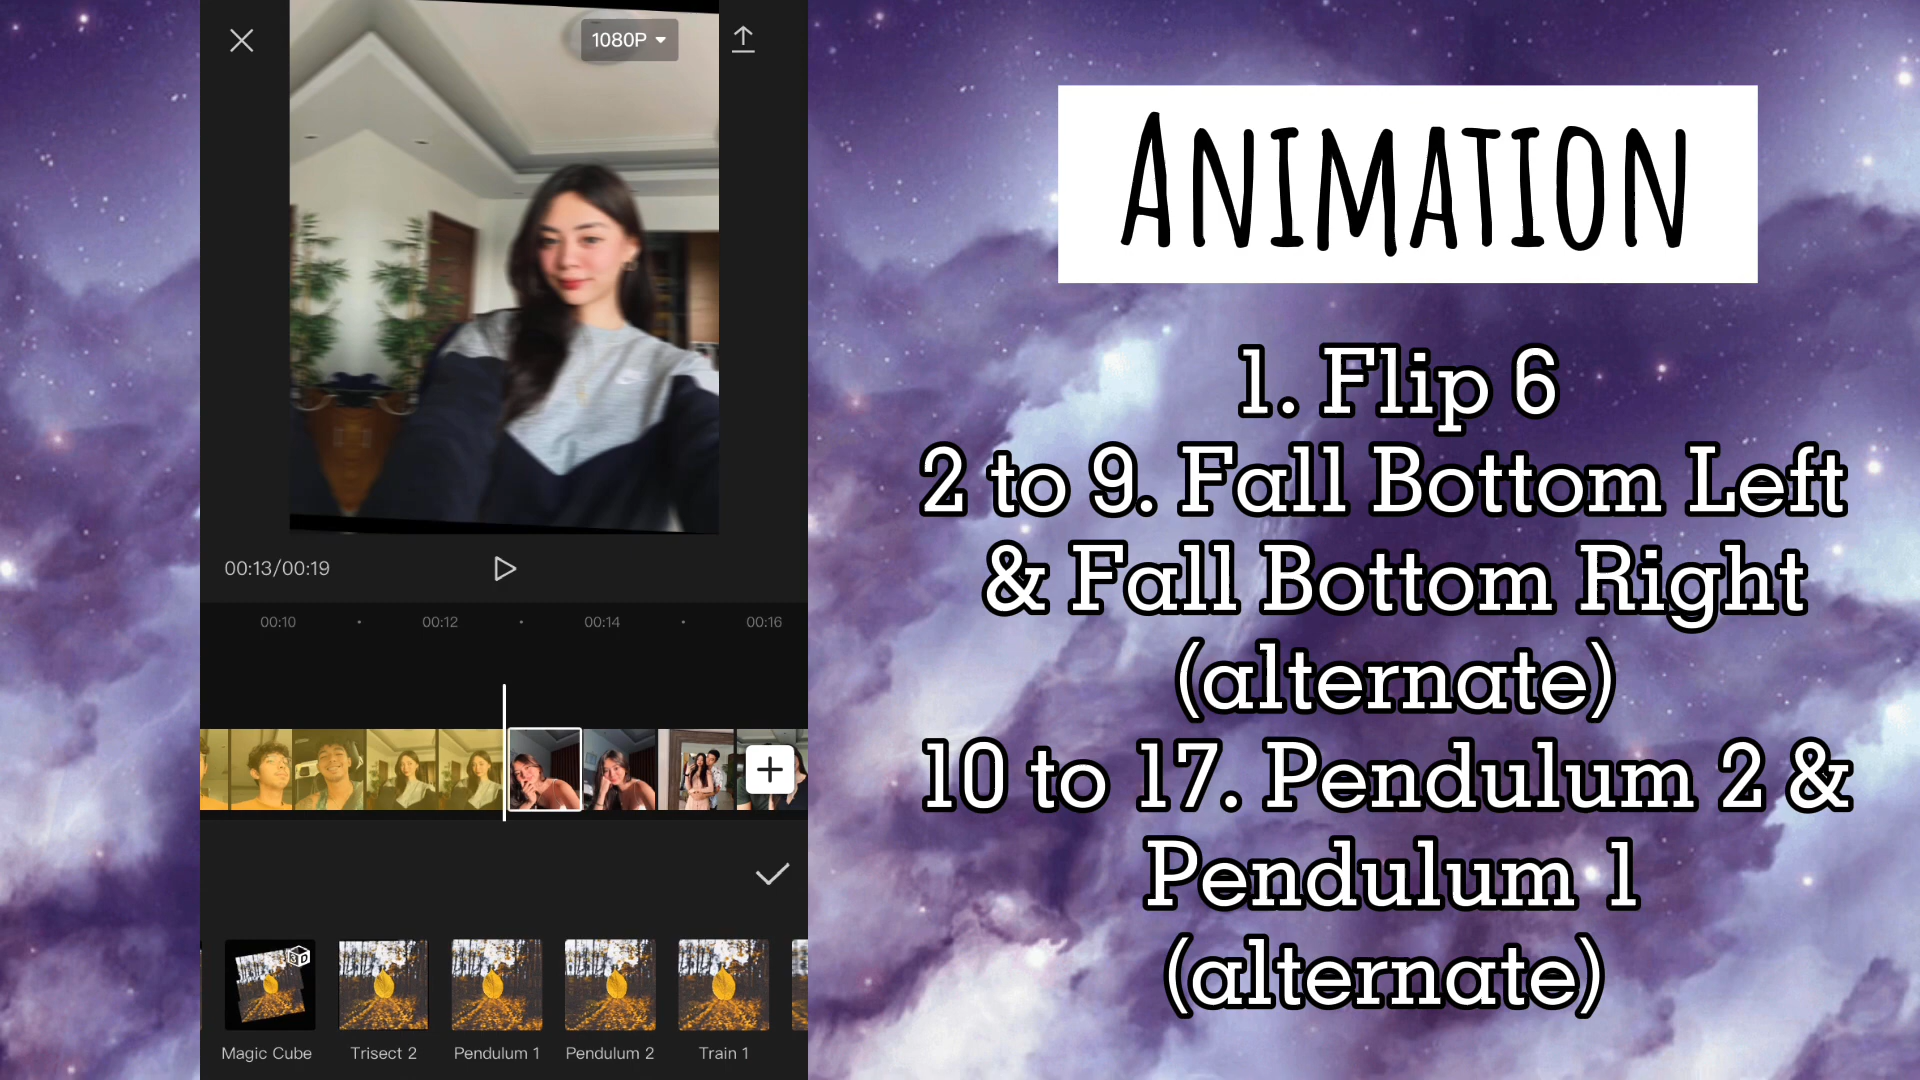 1080P
00:13/00:19
00:10
00:12
00:14
00:16
3D
Magic Cube
Trisect 2
Pendulum 1
Pendulum 2
Train 1
ANIMATION
1. Flip 6
2 to 9. Fall Bottom Left
& Fall Bottom Right
(alternate)
10 to 17. Pendulum 2 &
Pendulum 1
(alternate)